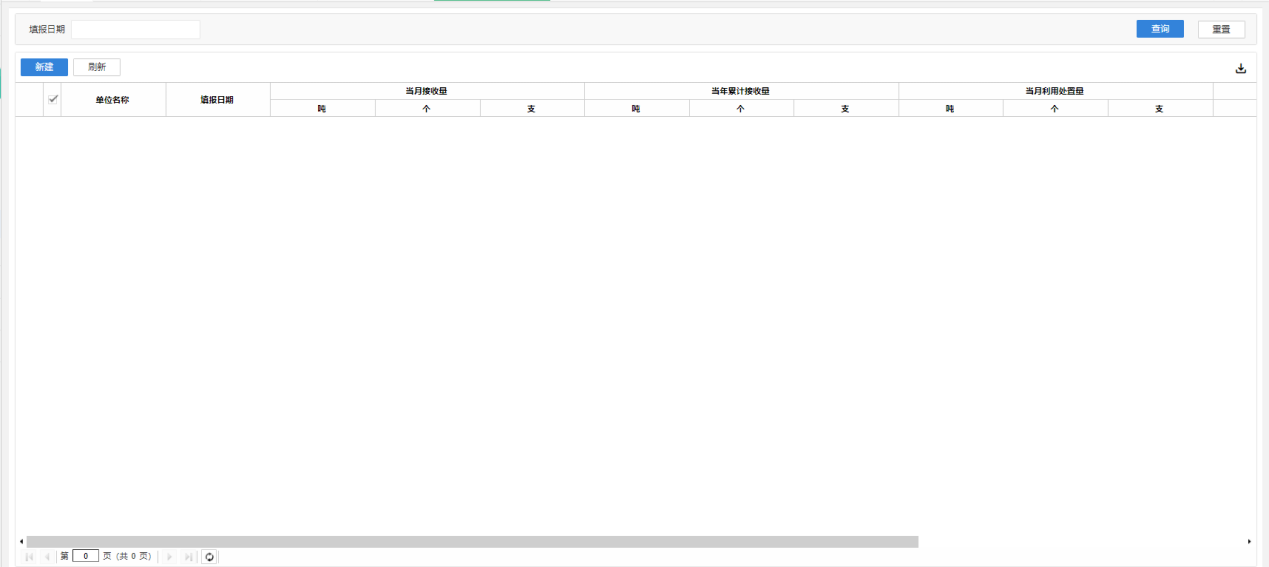 填报日期 查询 重置
新建 刷新
单位名称 填报日期 当月接收量 当年累计接收量 当月利用处置量
吨 个 支 吨 个 支 吨 个 支
第 0 页 (共 0 页)